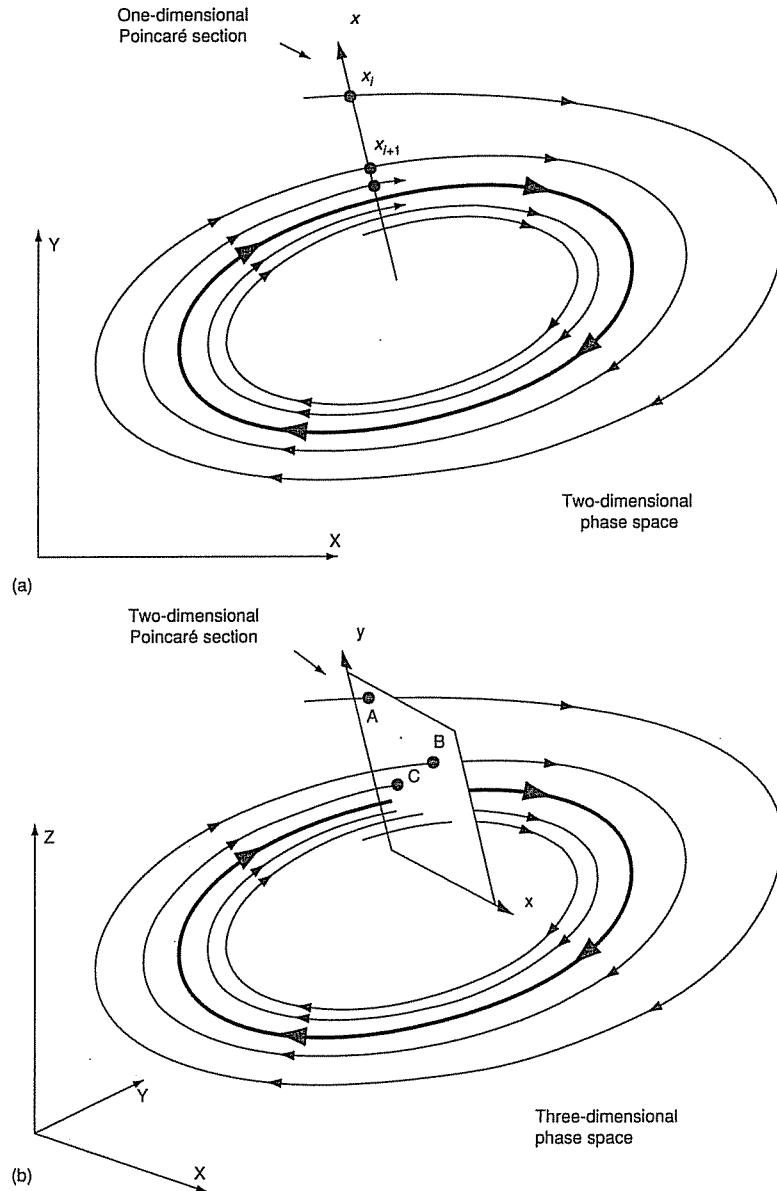 One-dimensional
Poincaré section
x
x_i
x_{i+1}
Y
X
Two-dimensional
phase space
(a)
Two-dimensional
Poincaré section
y
A
B
C
x
Z
Y
X
Three-dimensional
phase space
(b)